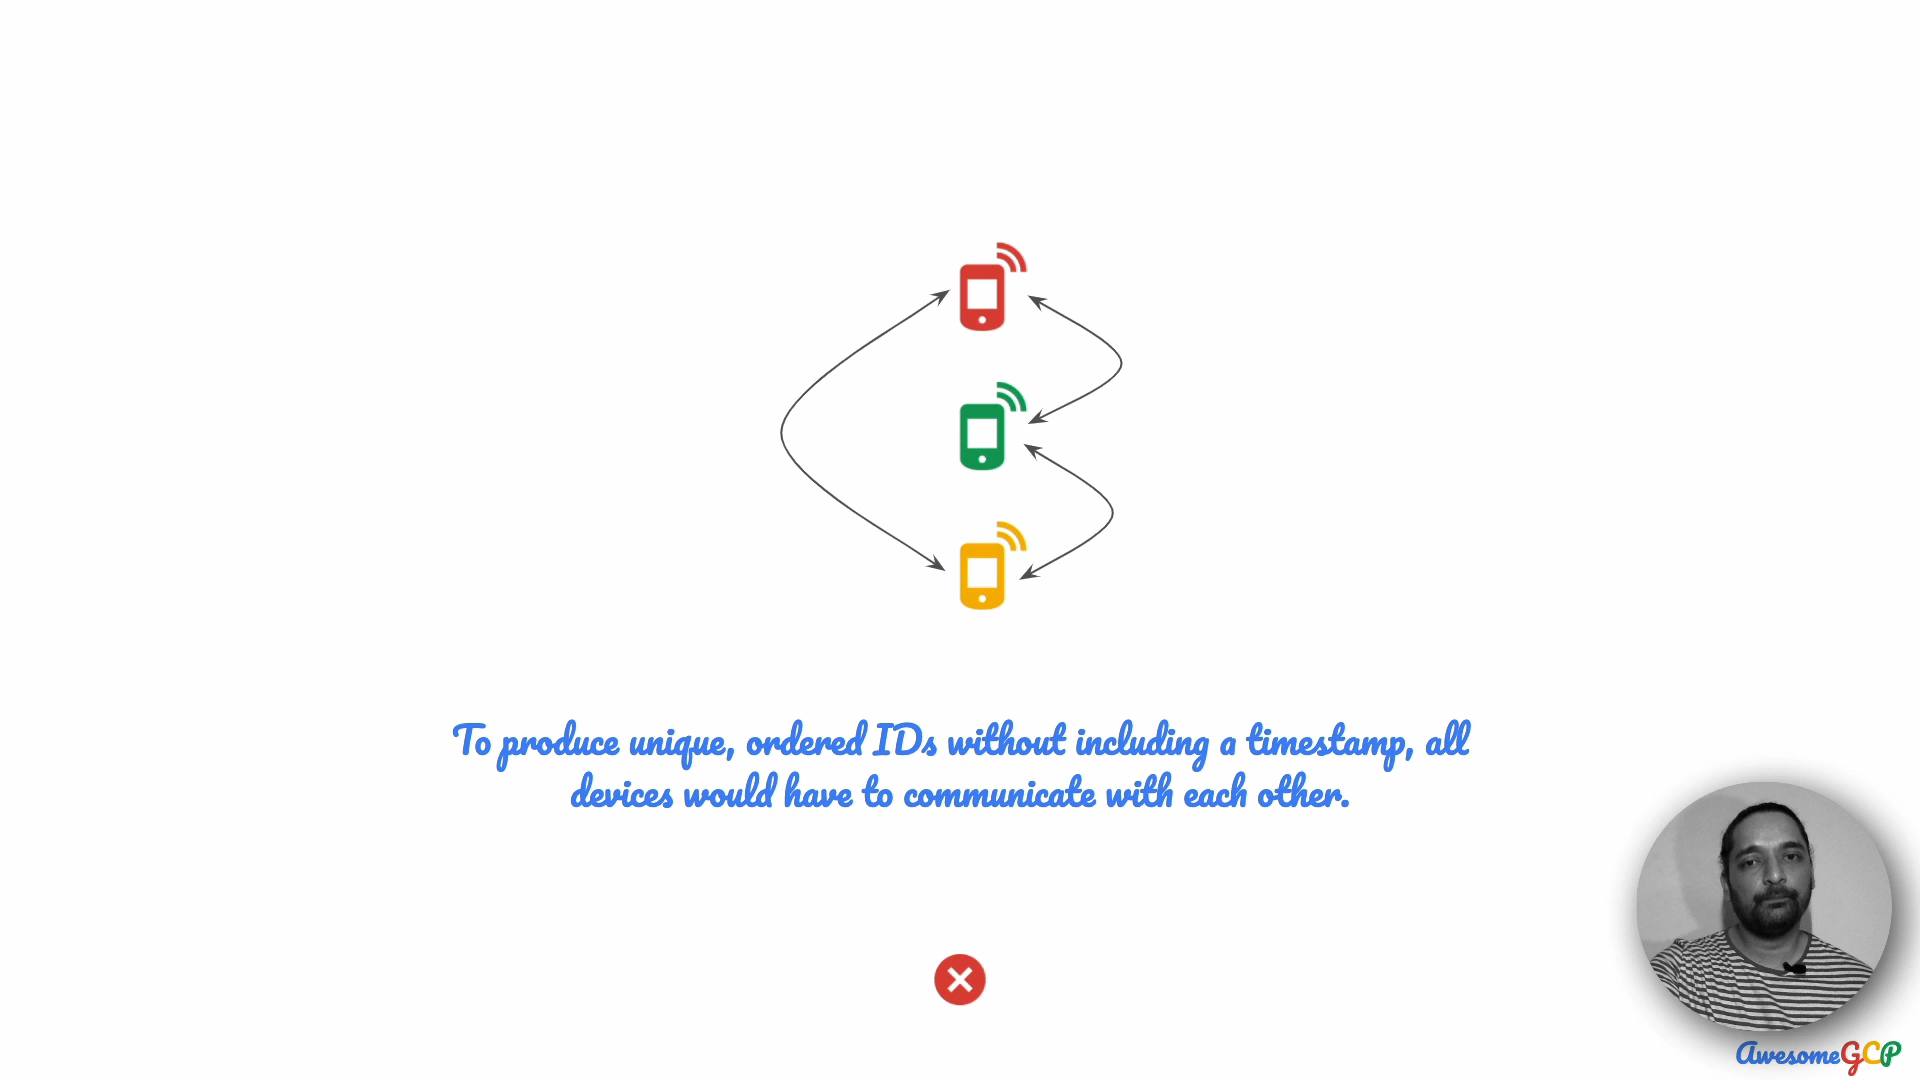 To produce unique, ordered IDs without including a timestamp, all
devices would have to communicate with each other.
AwesomeGCP